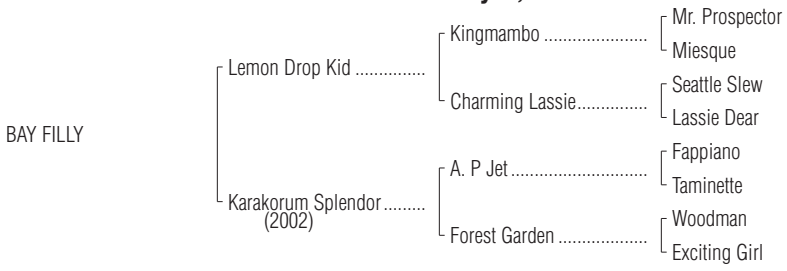 Mr. Prospector
Kingmambo ......................
Miesque
Lemon Drop Kid ...............
Seattle Slew
Charming Lassie...............
Lassie Dear
BAY FILLY
Fappiano
A. P Jet .............................
Taminette
Karakorum Splendor .........
(2002)
Woodman
Forest Garden ...................
Exciting Girl